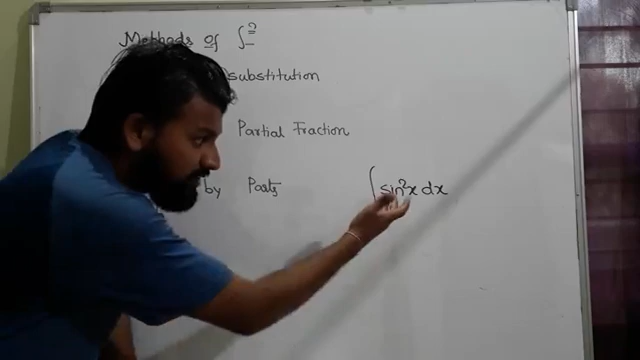 Methods of ∫ⁿ
substitution
Partial Fraction
by Parts
∫sin²x dx